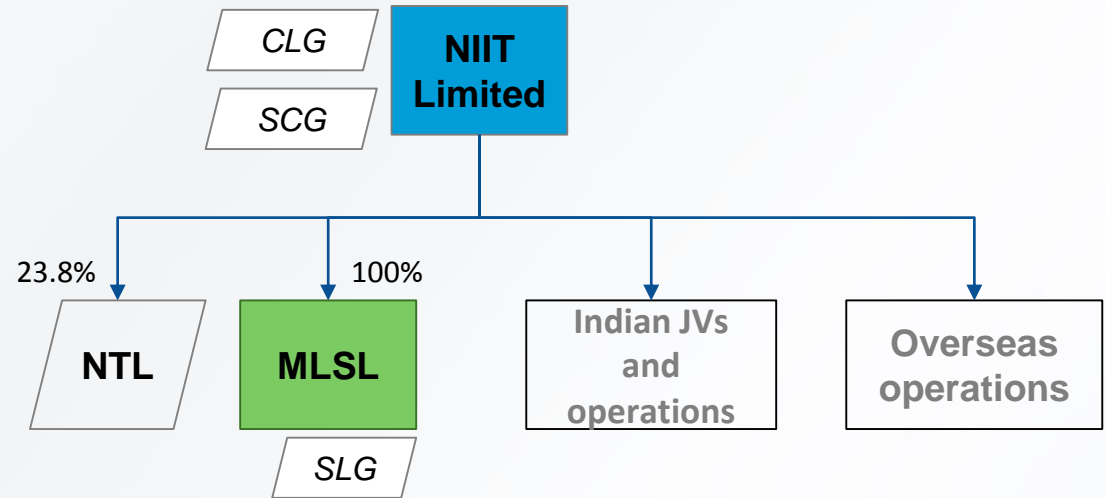 CLG
NIIT
Limited
SCG
23.8%
100%
NTL
MLSL
Indian JVs
and
operations
Overseas
operations
SLG